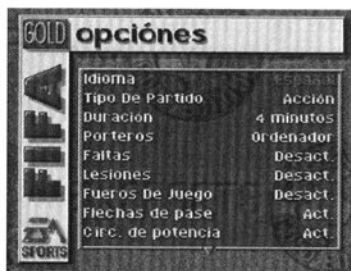 GOLD opciónes
FIFA
Idioma ESPAÑOL
Tipo De Partido Acción
Duración 4 minutos
Porteros Ordenador
Faltas Desact.
Lesiones Desact.
Fueros De Juego Desact.
Flechas de pase Act.
Circ. de potencia Act.
EA
SPORTS